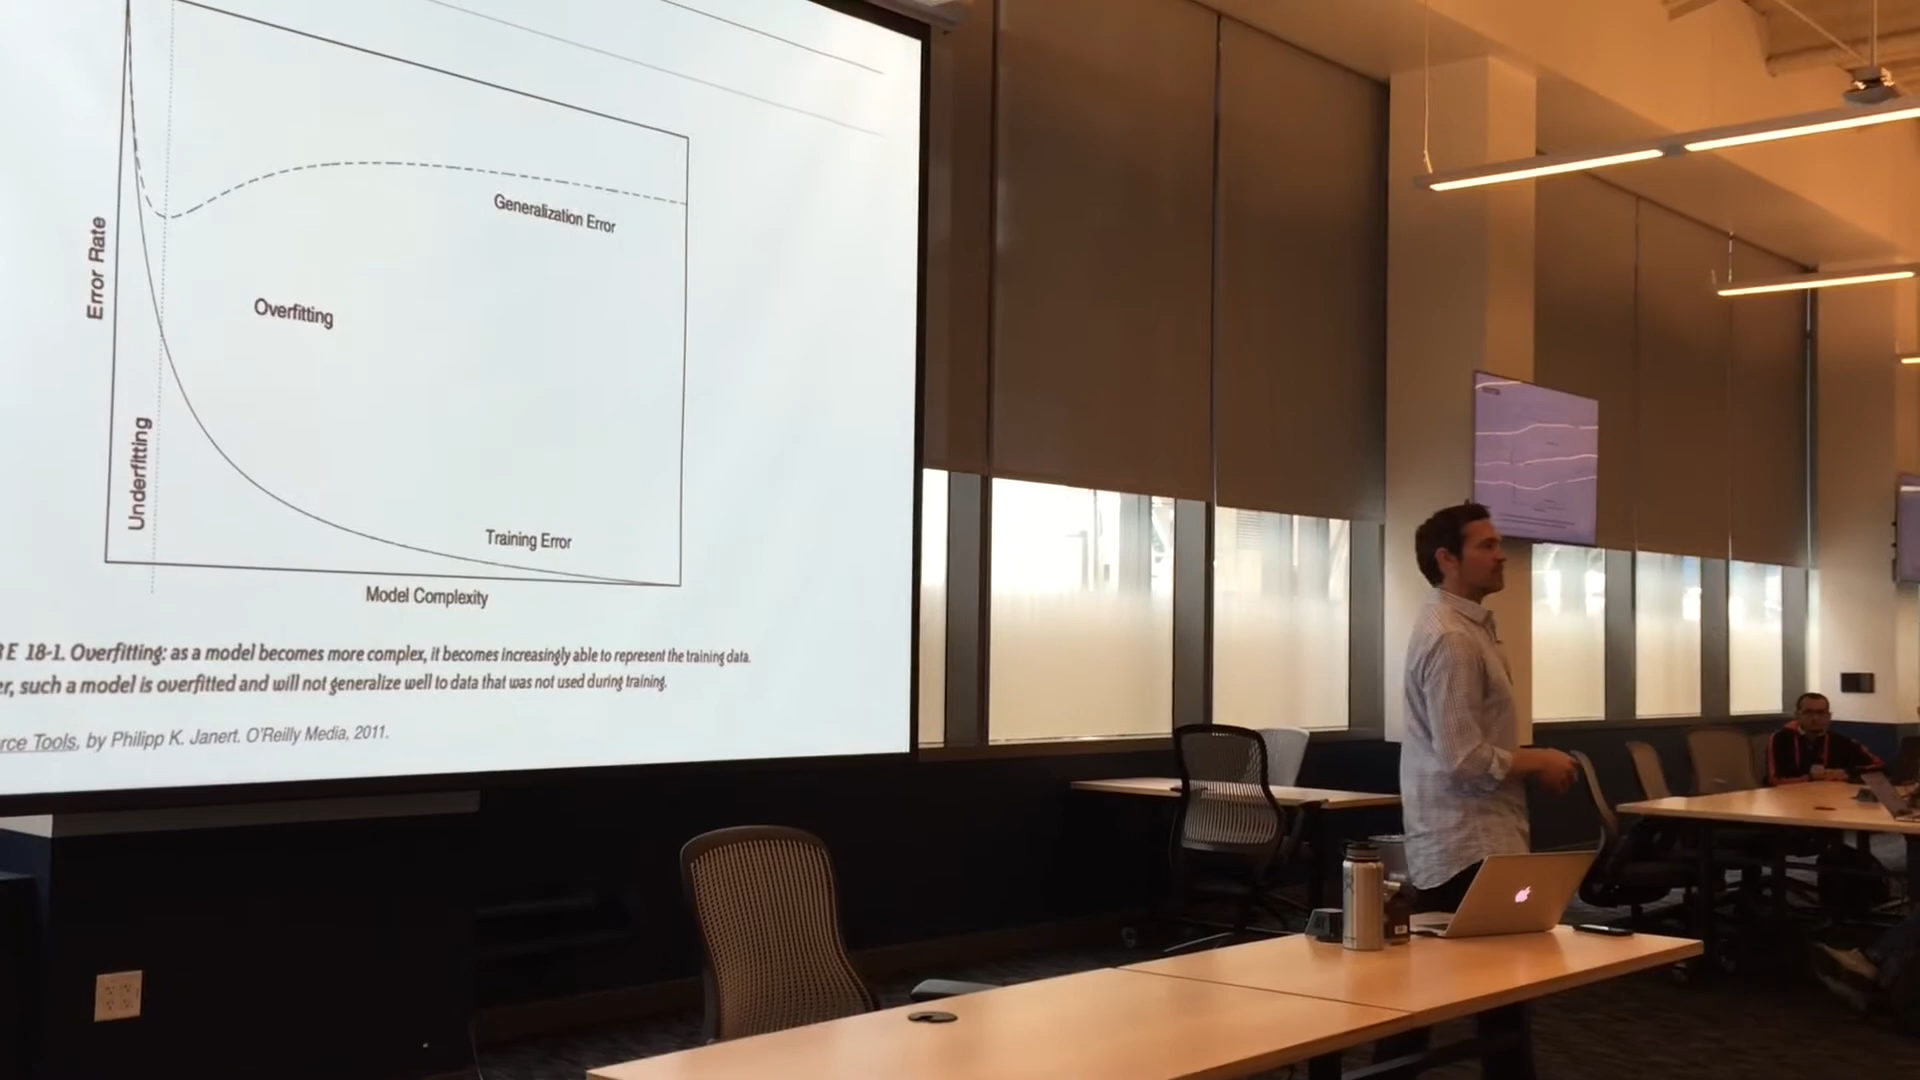 Generalization Error
Error Rate
Overfitting
Underfitting
Training Error
Model Complexity
18-1. Overfitting: as a model becomes more complex, it becomes increasingly able to represent the training data.
such a model is overfitted and will not generalize well to data that was not used during training.
Tools, by Philipp K. Janert. O'Reilly Media, 2011.